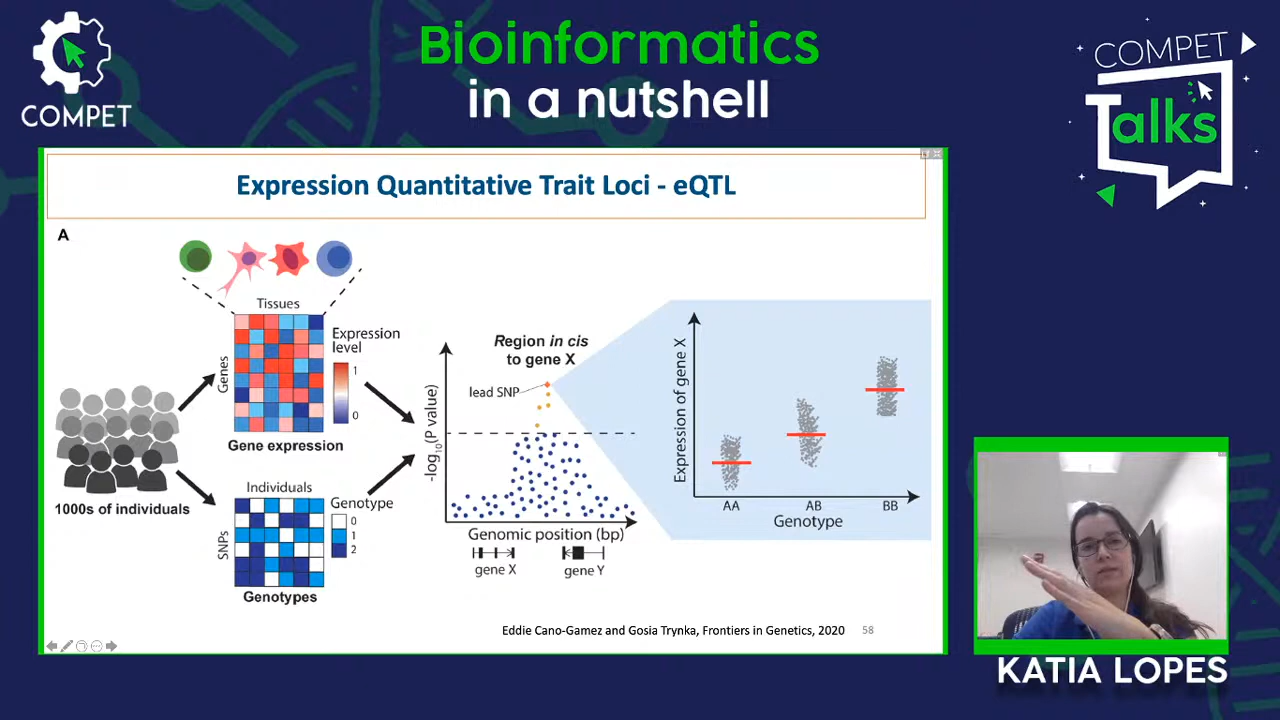 COMPET
Bioinformatics
in a nutshell
COMPET
Talks
Expression Quantitative Trait Loci - eQTL
A
Tissues
Genes
Expression
level
1
0
Gene expression
1000s of individuals
Individuals
SNPs
Genotype
0
1
2
Genotypes
Region in cis
to gene X
lead SNP
-log10(P value)
Genomic position (bp)
gene X
gene Y
Expression of gene X
AA
AB
BB
Genotype
Eddie Cano-Gamez and Gosia Trynka, Frontiers in Genetics, 2020
58
KATIA LOPES